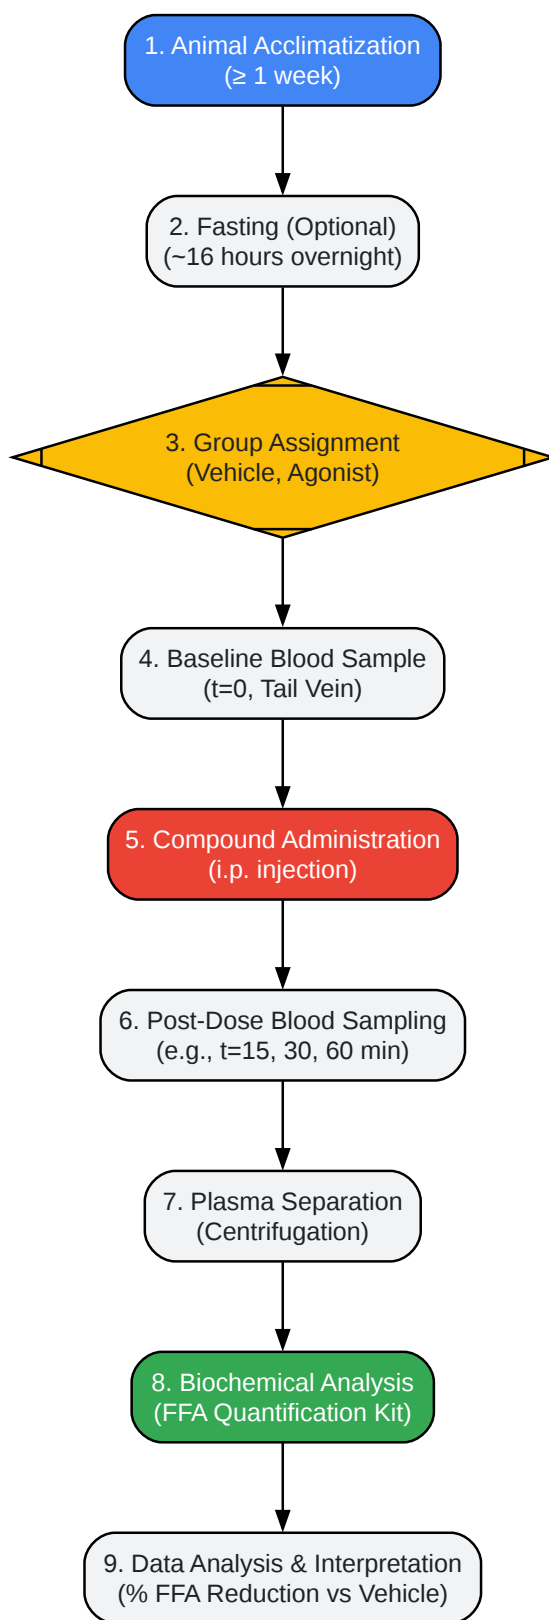 1. Animal Acclimatization
(≥ 1 week)
2. Fasting (Optional)
(~16 hours overnight)
3. Group Assignment
(Vehicle, Agonist)
4. Baseline Blood Sample
(t=0, Tail Vein)
5. Compound Administration
(i.p. injection)
6. Post-Dose Blood Sampling
(e.g., t=15, 30, 60 min)
7. Plasma Separation
(Centrifugation)
8. Biochemical Analysis
(FFA Quantification Kit)
9. Data Analysis & Interpretation
(% FFA Reduction vs Vehicle)